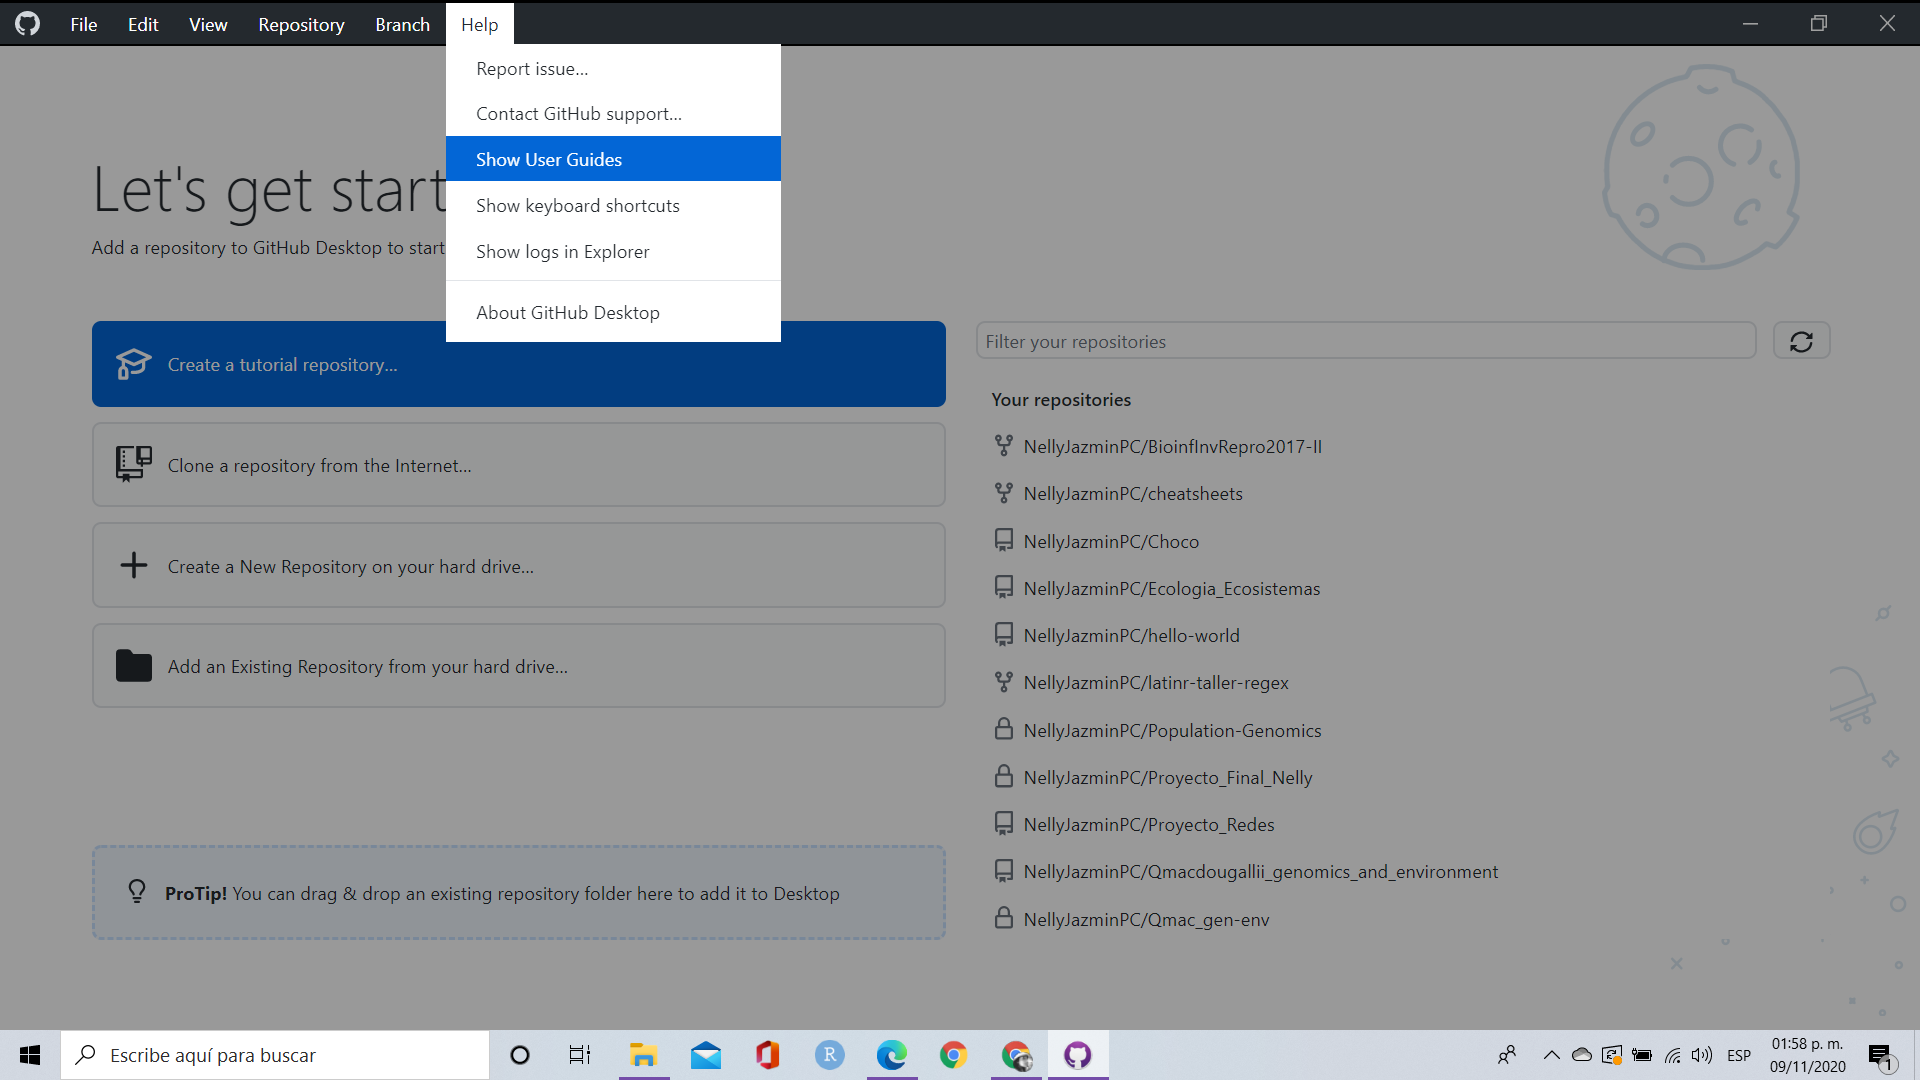 File Edit View Repository Branch Help
Report issue...
Contact GitHub support...
Show User Guides
Show keyboard shortcuts
Show logs in Explorer
About GitHub Desktop
Let's get start
Add a repository to GitHub Desktop to start
Create a tutorial repository...
Clone a repository from the Internet...
Create a New Repository on your hard drive...
Add an Existing Repository from your hard drive...
ProTip! You can drag & drop an existing repository folder here to add it to Desktop
Filter your repositories
Your repositories
NellyJazminPC/BioinfInvRepro2017-II
NellyJazminPC/cheatsheets
NellyJazminPC/Choco
NellyJazminPC/Ecologia_Ecosistemas
NellyJazminPC/hello-world
NellyJazminPC/latinr-taller-regex
NellyJazminPC/Population-Genomics
NellyJazminPC/Proyecto_Final_Nelly
NellyJazminPC/Proyecto_Redes
NellyJazminPC/Qmacdougallii_genomics_and_environment
NellyJazminPC/Qmac_gen-env
Escribe aquí para buscar
R
ESP
01:58 p. m.
09/11/2020
1